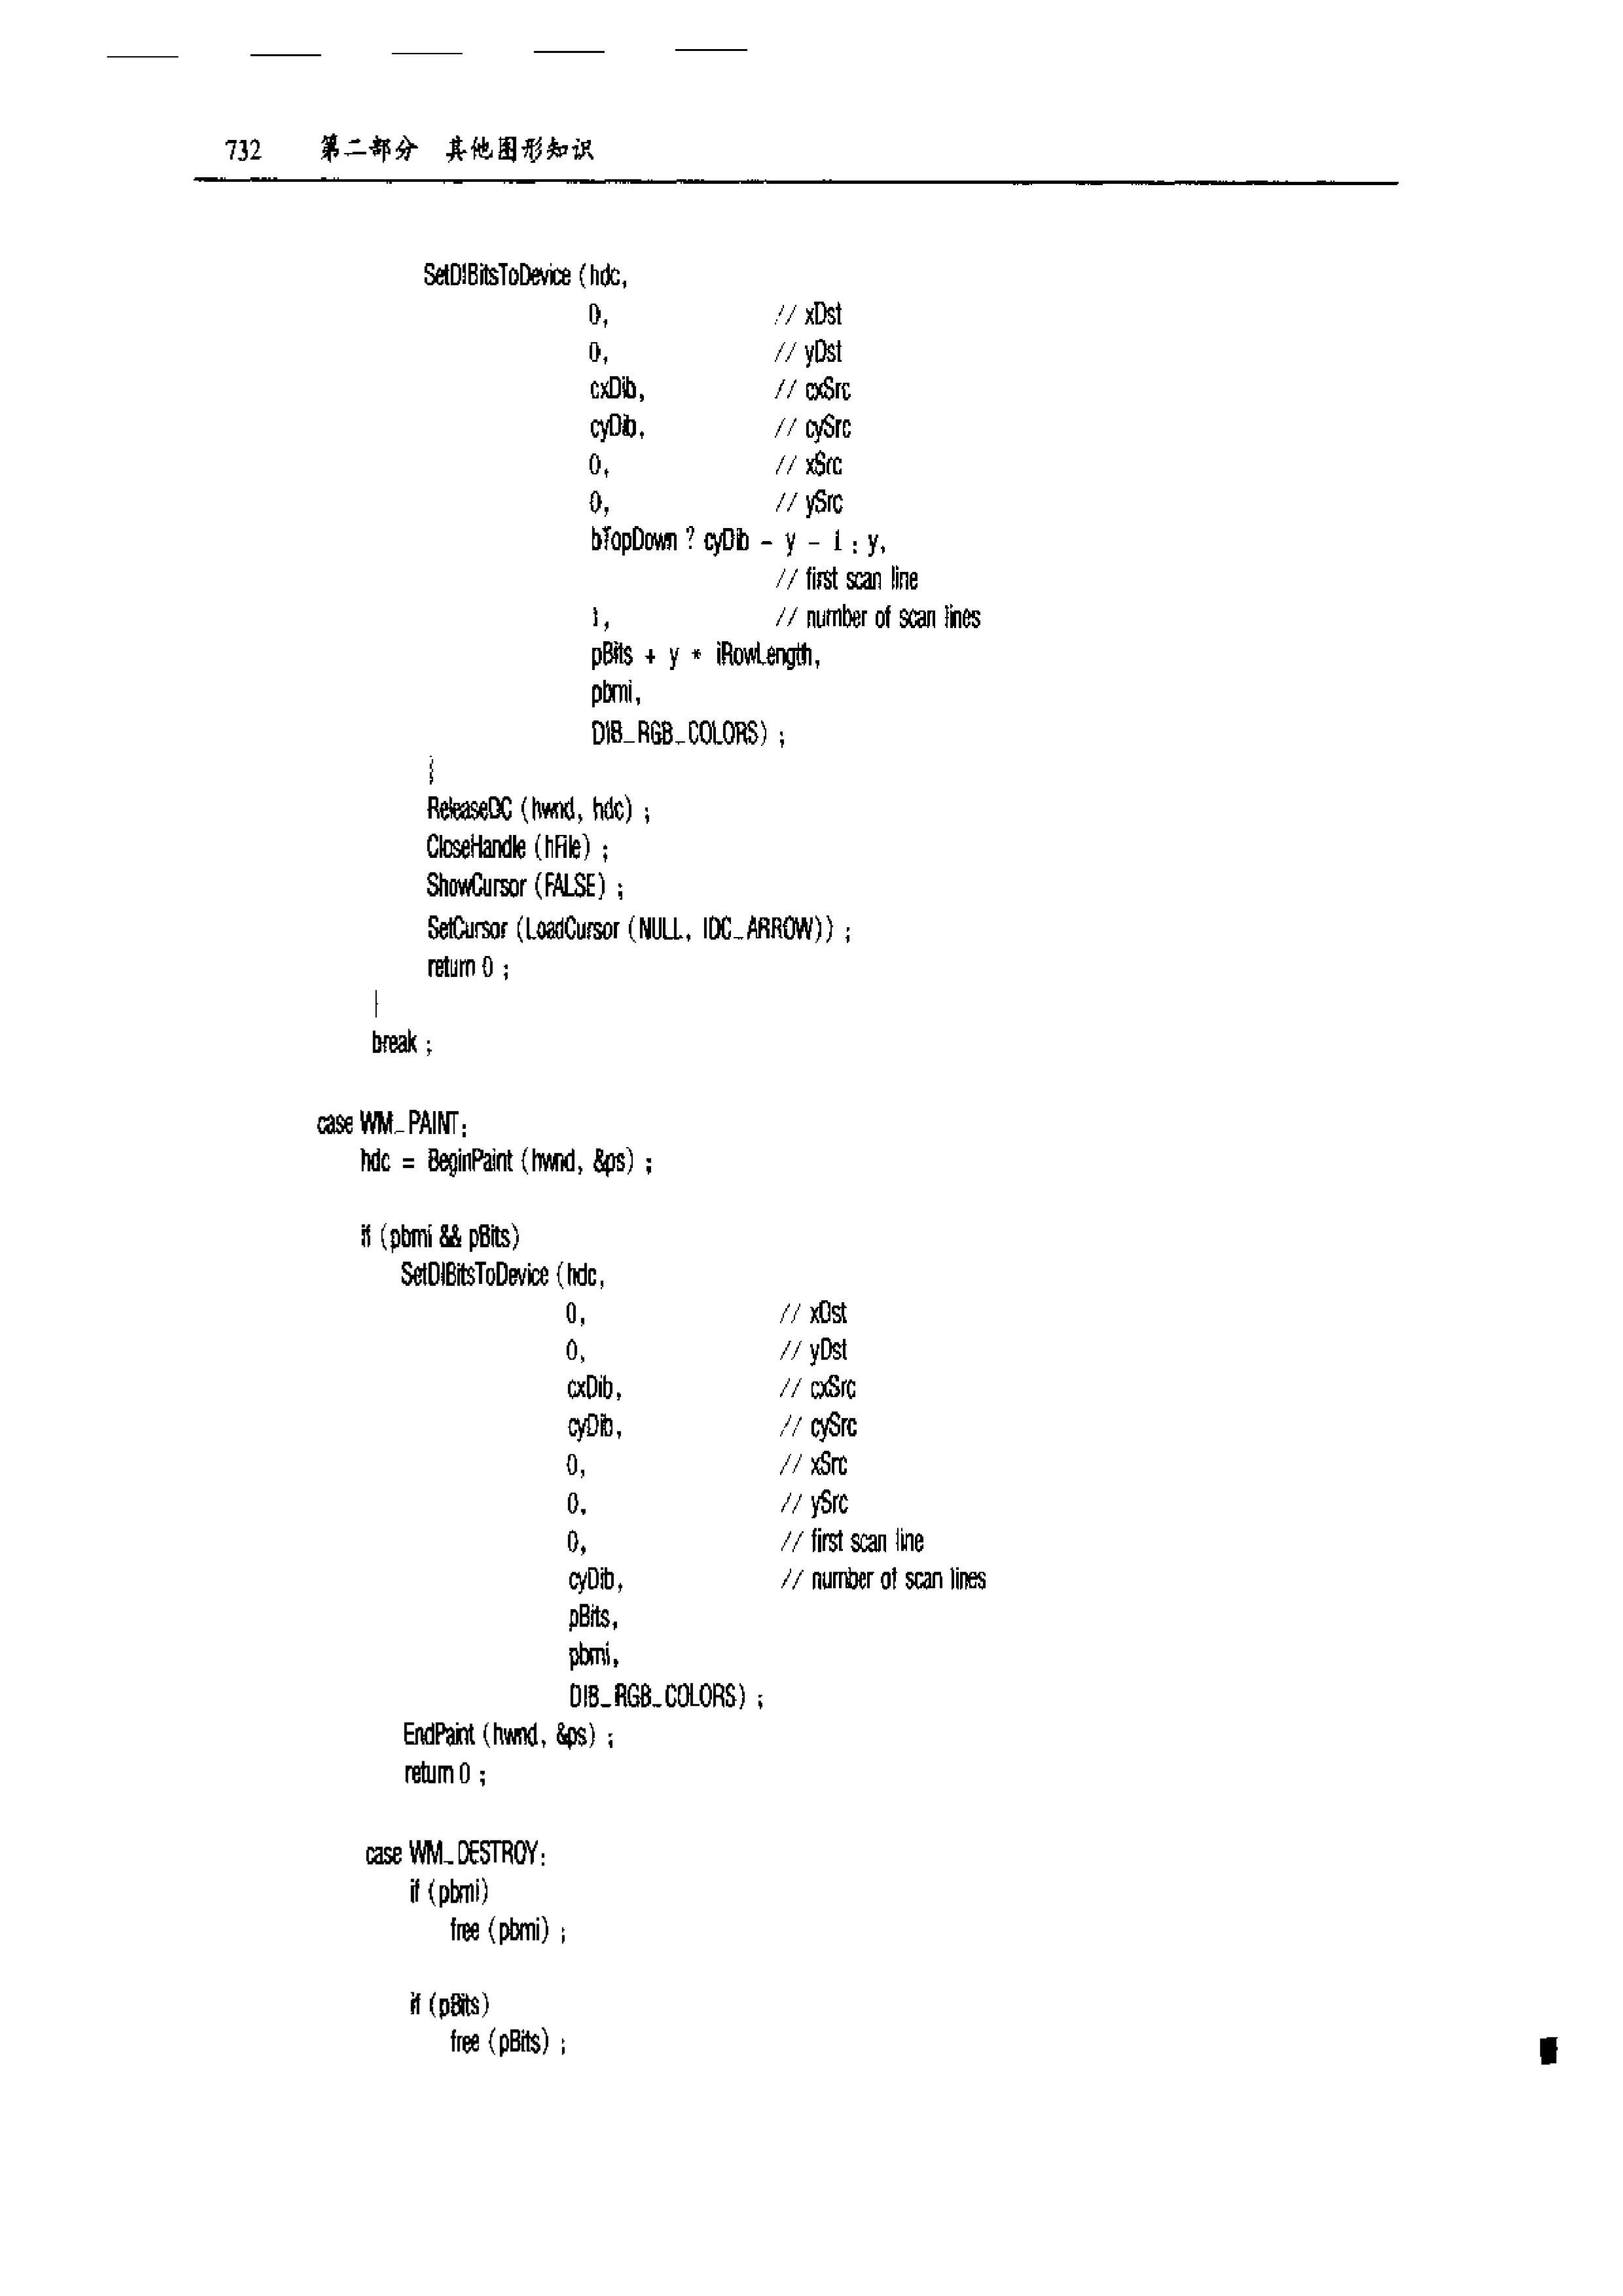 732 第二部分 其他图形知识
SetDIBitsToDevice (hdc,
0, // xDst
0, // yDst
cxDib, // cxSrc
cyDib, // cySrc
0, // xSrc
0, // ySrc
bTopDown ? cyDib - y - 1 : y,
// first scan line
1, // number of scan lines
pBits + y * iRowLength,
pbmi,
DIB_RGB_COLORS) ;
}
ReleaseDC (hwnd, hdc) ;
CloseHandle (hFile) ;
ShowCursor (FALSE) ;
SetCursor (LoadCursor (NULL, IDC_ARROW)) ;
return 0 ;
}
break ;
case WM_PAINT:
hdc = BeginPaint (hwnd, &ps) ;
if (pbmi && pBits)
SetDIBitsToDevice (hdc,
0, // xDst
0, // yDst
cxDib, // cxSrc
cyDib, // cySrc
0, // xSrc
0, // ySrc
0, // first scan line
cyDib, // number of scan lines
pBits,
pbmi,
DIB_RGB_COLORS) ;
EndPaint (hwnd, &ps) ;
return 0 ;
case WM_DESTROY:
if (pbmi)
free (pbmi) ;
if (pBits)
free (pBits) ;